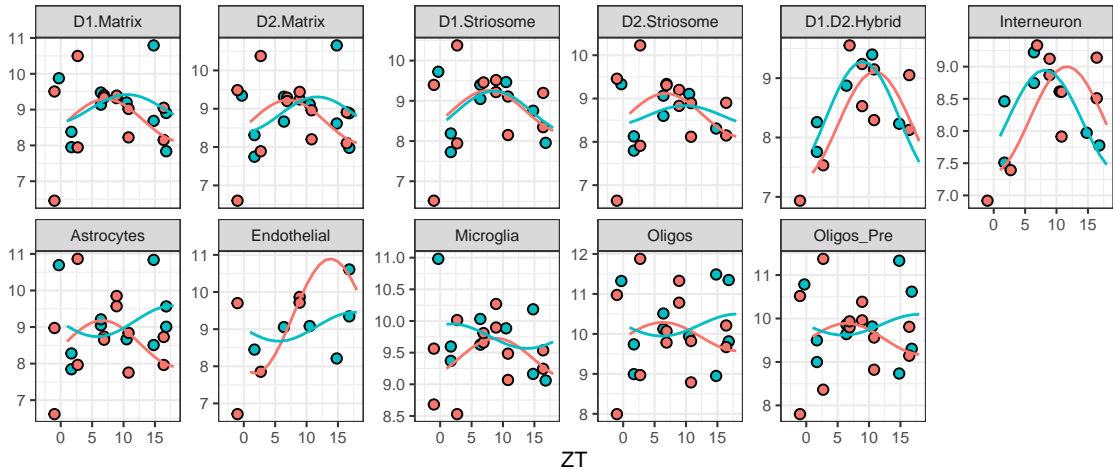 D1.Matrix D2.Matrix D1.Striosome D2.Striosome D1.D2.Hybrid Interneuron
11 10 9 8 7
11 10 9 8 7 6
10 9 8 7
10 9 8 7
9 8 7
9.0 8.5 8.0 7.5 7.0
0 5 10 15
Astrocytes Endothelial Microglia Oligos Oligos_Pre
11 10 9 8 7
11 10 9 8 7
11.0 10.5 10.0 9.5 9.0 8.5
12 11 10 9 8
11 10 9 8
0 5 10 15 0 5 10 15 0 5 10 15 0 5 10 15 0 5 10 15
ZT